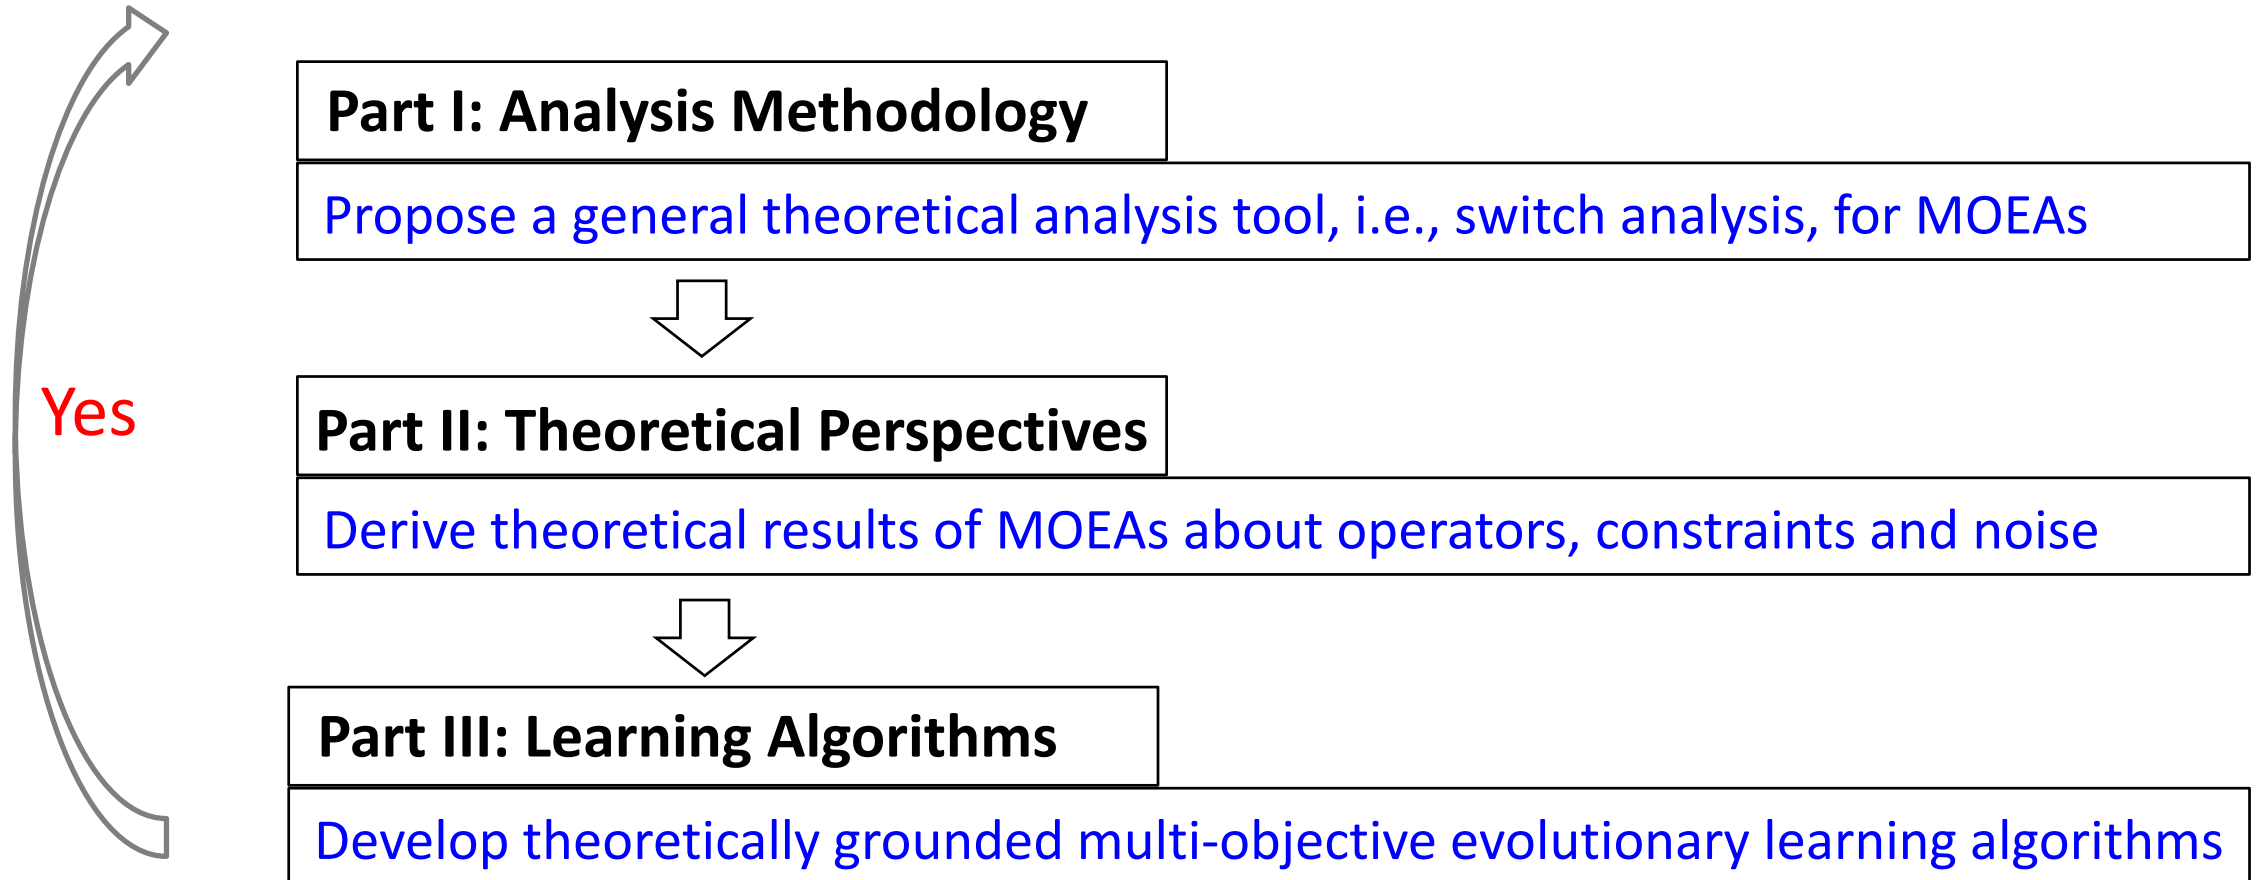 Part I: Analysis Methodology
Propose a general theoretical analysis tool, i.e., switch analysis, for MOEAs
Yes
Part II: Theoretical Perspectives
Derive theoretical results of MOEAs about operators, constraints and noise
Part III: Learning Algorithms
Develop theoretically grounded multi-objective evolutionary learning algorithms